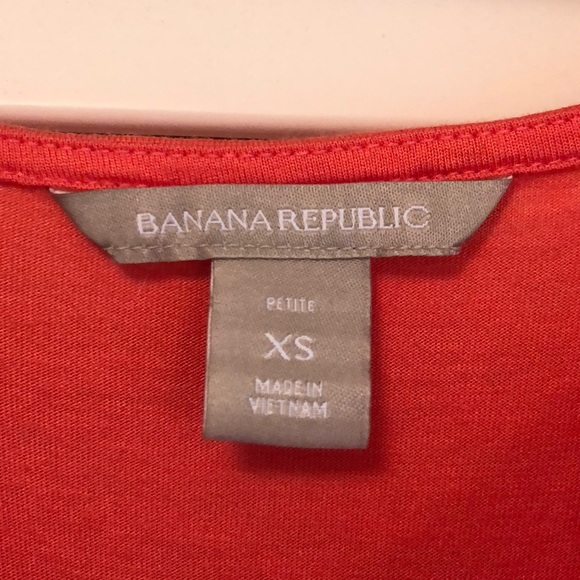 BANANA REPUBLIC
PETITE
XS
MADE IN
VIETNAM